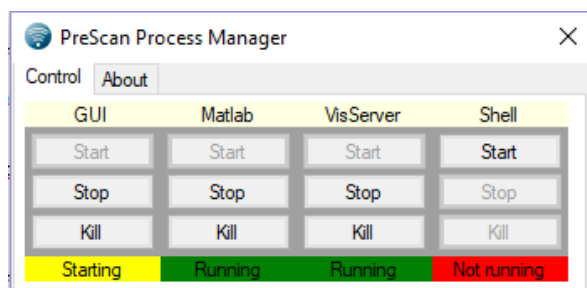 PreScan Process Manager
Control About
GUI Matlab VisServer Shell
Start Start Start Start
Stop Stop Stop Stop
Kill Kill Kill Kill
Starting Running Running Not running